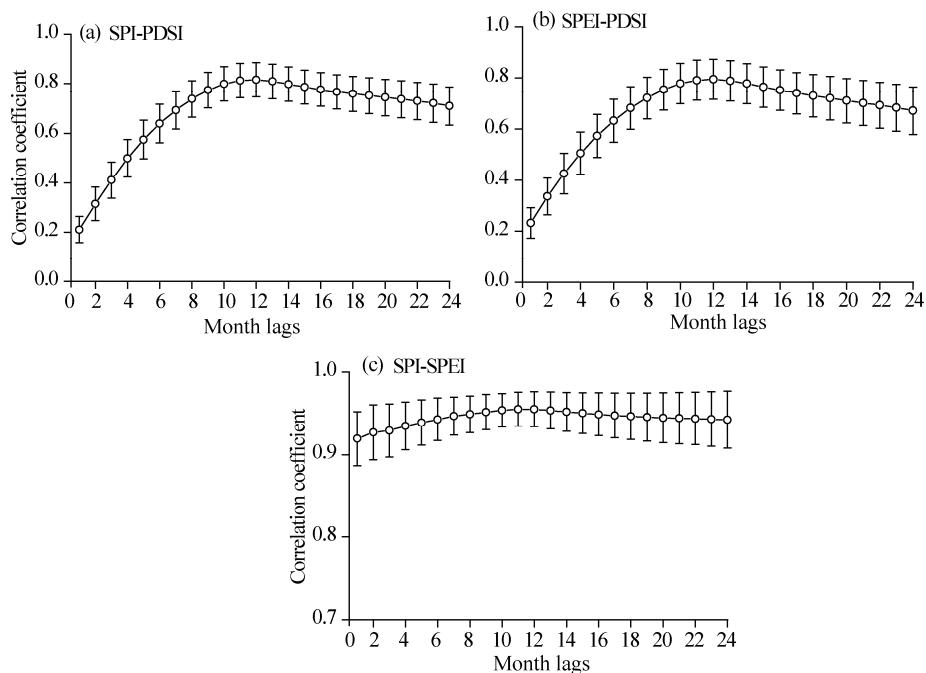 (a) SPI-PDSI
Correlation coefficient
1.0
0.8
0.6
0.4
0.2
0.0
0 2 4 6 8 10 12 14 16 18 20 22 24
Month lags
(b) SPEI-PDSI
1.0
0.8
0.6
0.4
0.2
0.0
0 2 4 6 8 10 12 14 16 18 20 22 24
Month lags
(c) SPI-SPEI
Correlation coefficient
1.0
0.9
0.8
0.7
0 2 4 6 8 10 12 14 16 18 20 22 24
Month lags